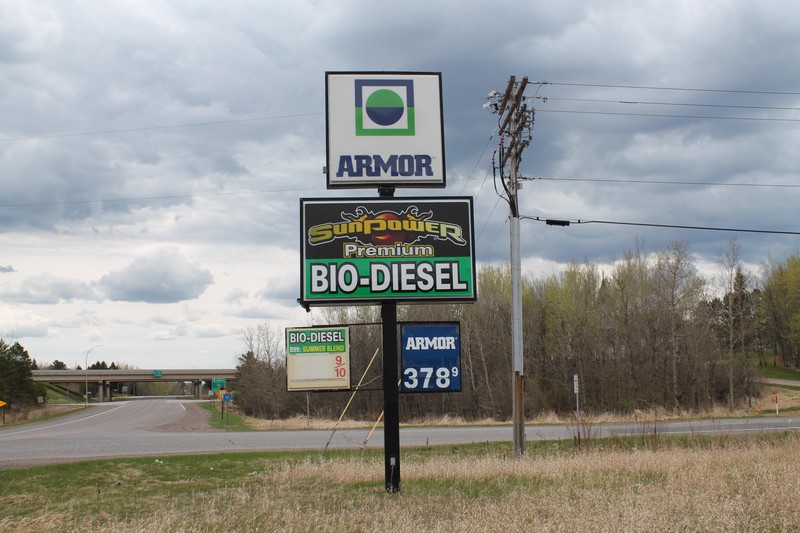 ARMOR
SunPower
Premium
BIO-DIESEL
BIO-DIESEL
B99: SUMMER BLEND
9
10
ARMOR
378 9